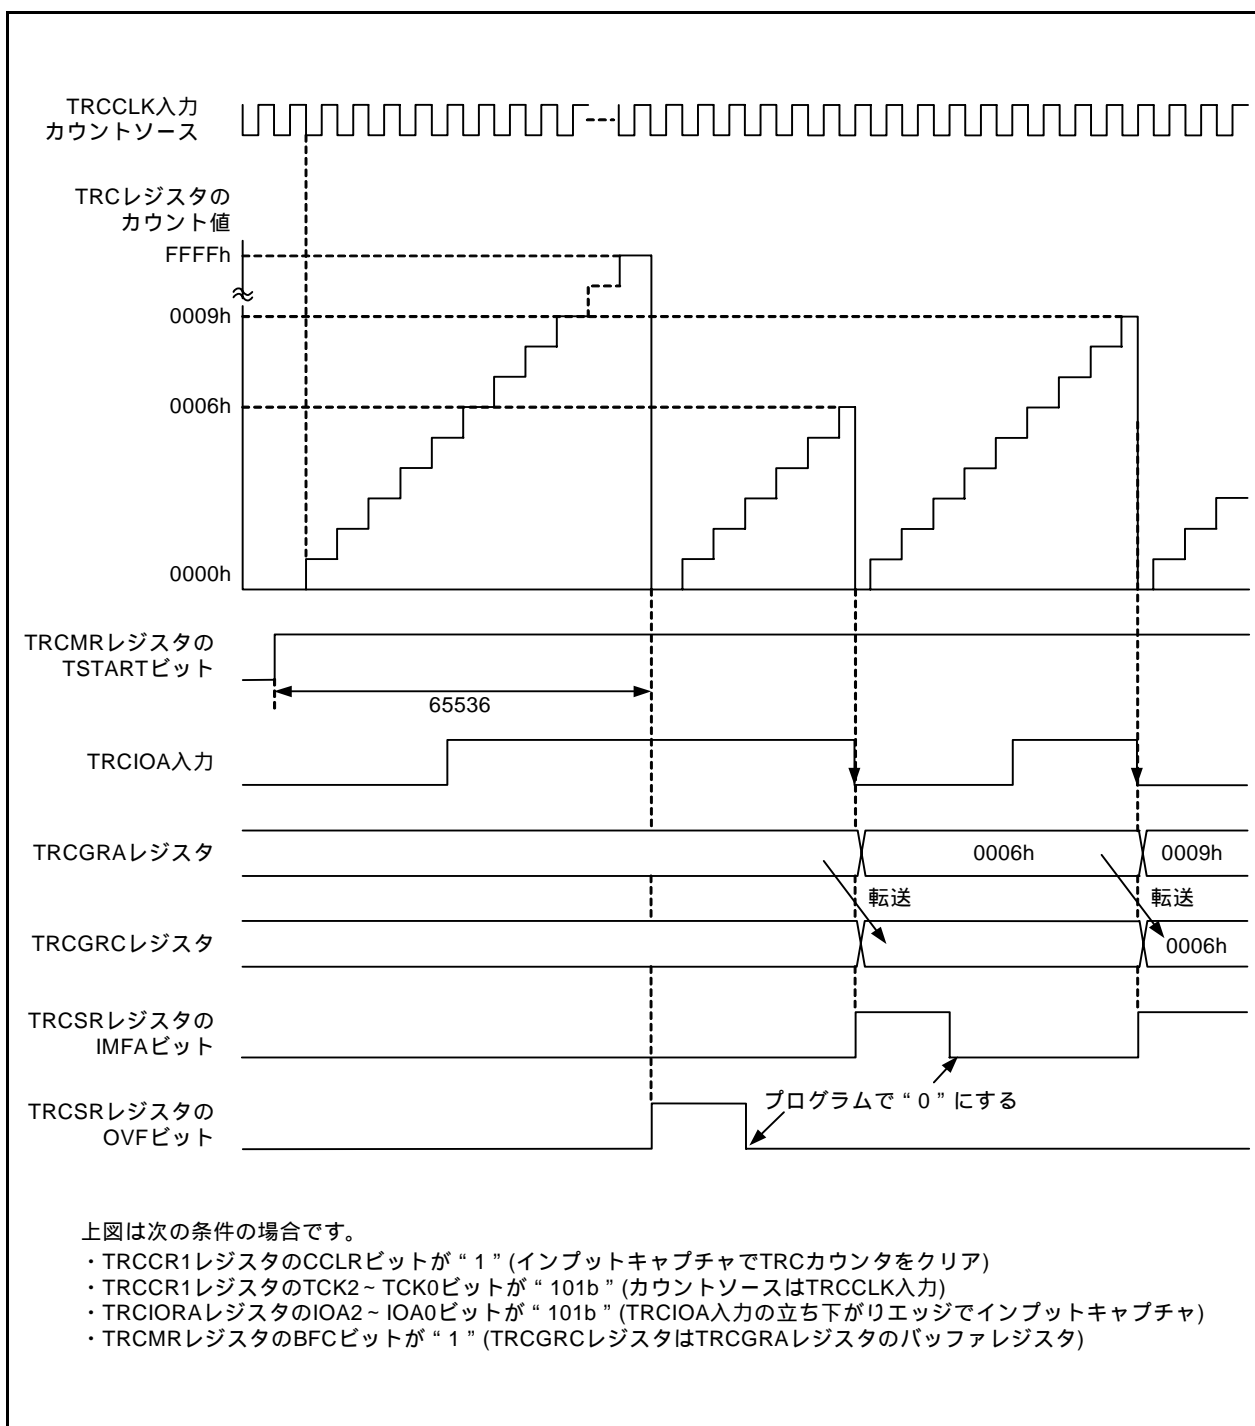 TRCCLK入力
カウントソース
TRCレジスタの
カウント値
FFFFh
0009h
0006h
0000h
TRCMRレジスタの
TSTARTビット
65536
TRCIOA入力
TRCGRAレジスタ
0006h
0009h
転送
転送
TRCGRCレジスタ
0006h
TRCSRレジスタの
IMFAビット
プログラムで“0”にする
TRCSRレジスタの
OVFビット
上図は次の条件の場合です。
・TRCCR1レジスタのCCLRビットが“1”(インプットキャプチャでTRCカウンタをクリア)
・TRCCR1レジスタのTCK2~TCK0ビットが“101b”(カウントソースはTRCCLK入力)
・TRCIORAレジスタのIOA2~IOA0ビットが“101b”(TRCIOA入力の立ち下がりエッジでインプットキャプチャ)
・TRCMRレジスタのBFCビットが“1”(TRCGRCレジスタはTRCGRAレジスタのバッファレジスタ)